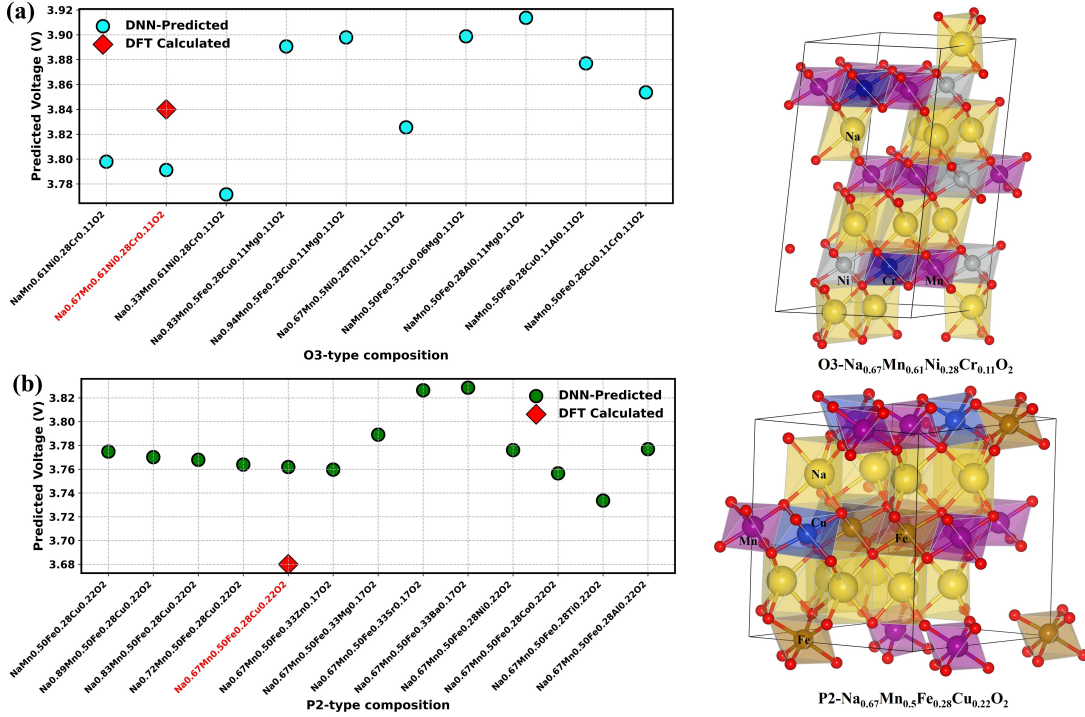 (a)
3.92
3.90
3.88
3.86
3.84
3.82
3.80
3.78
Predicted Voltage (V)
DNN-Predicted
DFT Calculated
NaMn0.61Ni0.28Cr0.11O2
Na0.67Mn0.61Ni0.28Cr0.11O2
Na0.33Mn0.61Ni0.28Cr0.11O2
Na0.83Mn0.5Fe0.28Cu0.11Mg0.11O2
Na0.94Mn0.5Fe0.28Cu0.11Mg0.11O2
Na0.67Mn0.5Ni0.28Ti0.11Cr0.11O2
NaMn0.50Fe0.33Cu0.06Mg0.11O2
NaMn0.50Fe0.28Al0.11Mg0.11O2
NaMn0.50Fe0.28Cu0.11Al0.11O2
NaMn0.50Fe0.28Cu0.11Cr0.11O2
O3-type composition
Na
Ni
Cr
Mn
O3-Na0.67Mn0.61Ni0.28Cr0.11O2
(b)
3.82
3.80
3.78
3.76
3.74
3.72
3.70
3.68
Predicted Voltage (V)
DNN-Predicted
DFT Calculated
NaMn0.50Fe0.28Cu0.22O2
Na0.89Mn0.50Fe0.28Cu0.22O2
Na0.83Mn0.50Fe0.28Cu0.22O2
Na0.72Mn0.50Fe0.28Cu0.22O2
Na0.67Mn0.50Fe0.28Cu0.22O2
Na0.67Mn0.50Fe0.33Zn0.17O2
Na0.67Mn0.50Fe0.33Mg0.17O2
Na0.67Mn0.50Fe0.33Sr0.17O2
Na0.67Mn0.50Fe0.33Ba0.17O2
Na0.67Mn0.50Fe0.28Ni0.22O2
Na0.67Mn0.50Fe0.28Co0.22O2
Na0.67Mn0.50Fe0.28Ti0.22O2
Na0.67Mn0.50Fe0.28Al0.22O2
P2-type composition
Na
Cu
Mn
Fe
Fe
P2-Na0.67Mn0.5Fe0.28Cu0.22O2